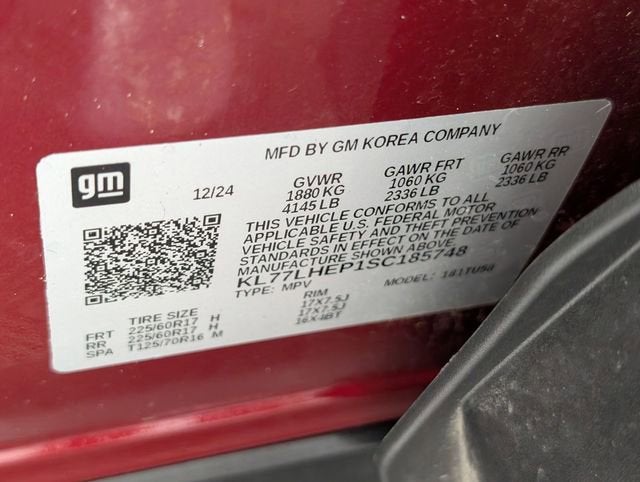 MFD BY GM KOREA COMPANY
gm
12/24
GVWR
1880 KG
4145 LB
GAWR FRT
1060 KG
2336 LB
GAWR RR
1060 KG
2336 LB
THIS VEHICLE CONFORMS TO ALL
APPLICABLE U.S. FEDERAL MOTOR
VEHICLE SAFETY AND THEFT PREVENTION
STANDARDS IN EFFECT ON THE DATE OF
MANUFACTURE SHOWN ABOVE
KL77LHEP1SC185748
TYPE: MPV
MODEL: 1S1TU58
TIRE SIZE
RIM
FRT 225/60R17 H 17X7.5J
RR 225/60R17 H 17X7.5J
SPA T125/70R16 M 16X4BT